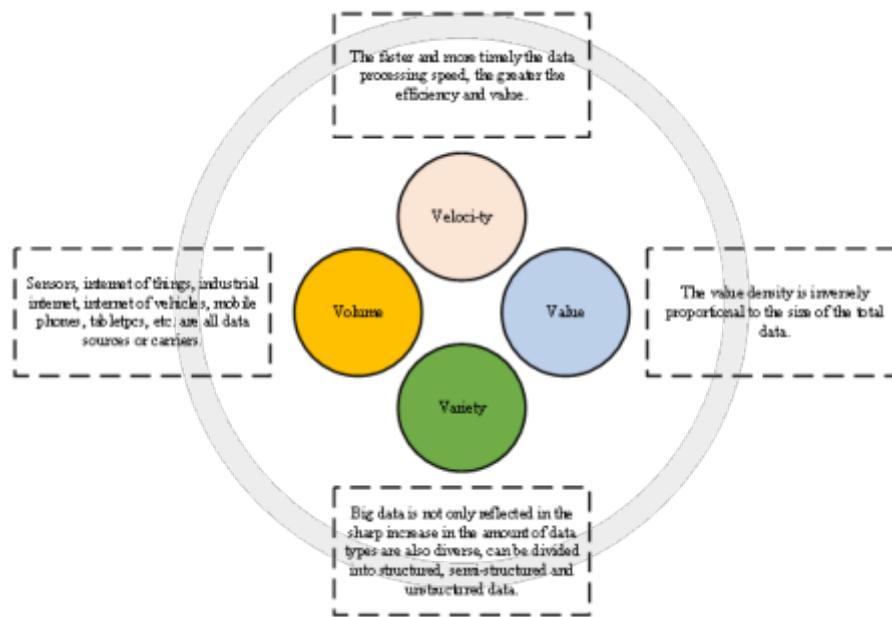 The faster and more timely the data
processing speed, the greater the
efficiency and value.
Veloci-ty
Sensors, internet of things, industrial
internet, internet of vehicles, mobile
phones, tabletpcs, etc. are all data
sources or carriers.
Volume
Value
The value density is inversely
proportional to the size of the total
data.
Variety
Big data is not only reflected in the
sharp increase in the amount of data
types are also diverse, can be divided
into structured, semi-structured and
unstructured data.